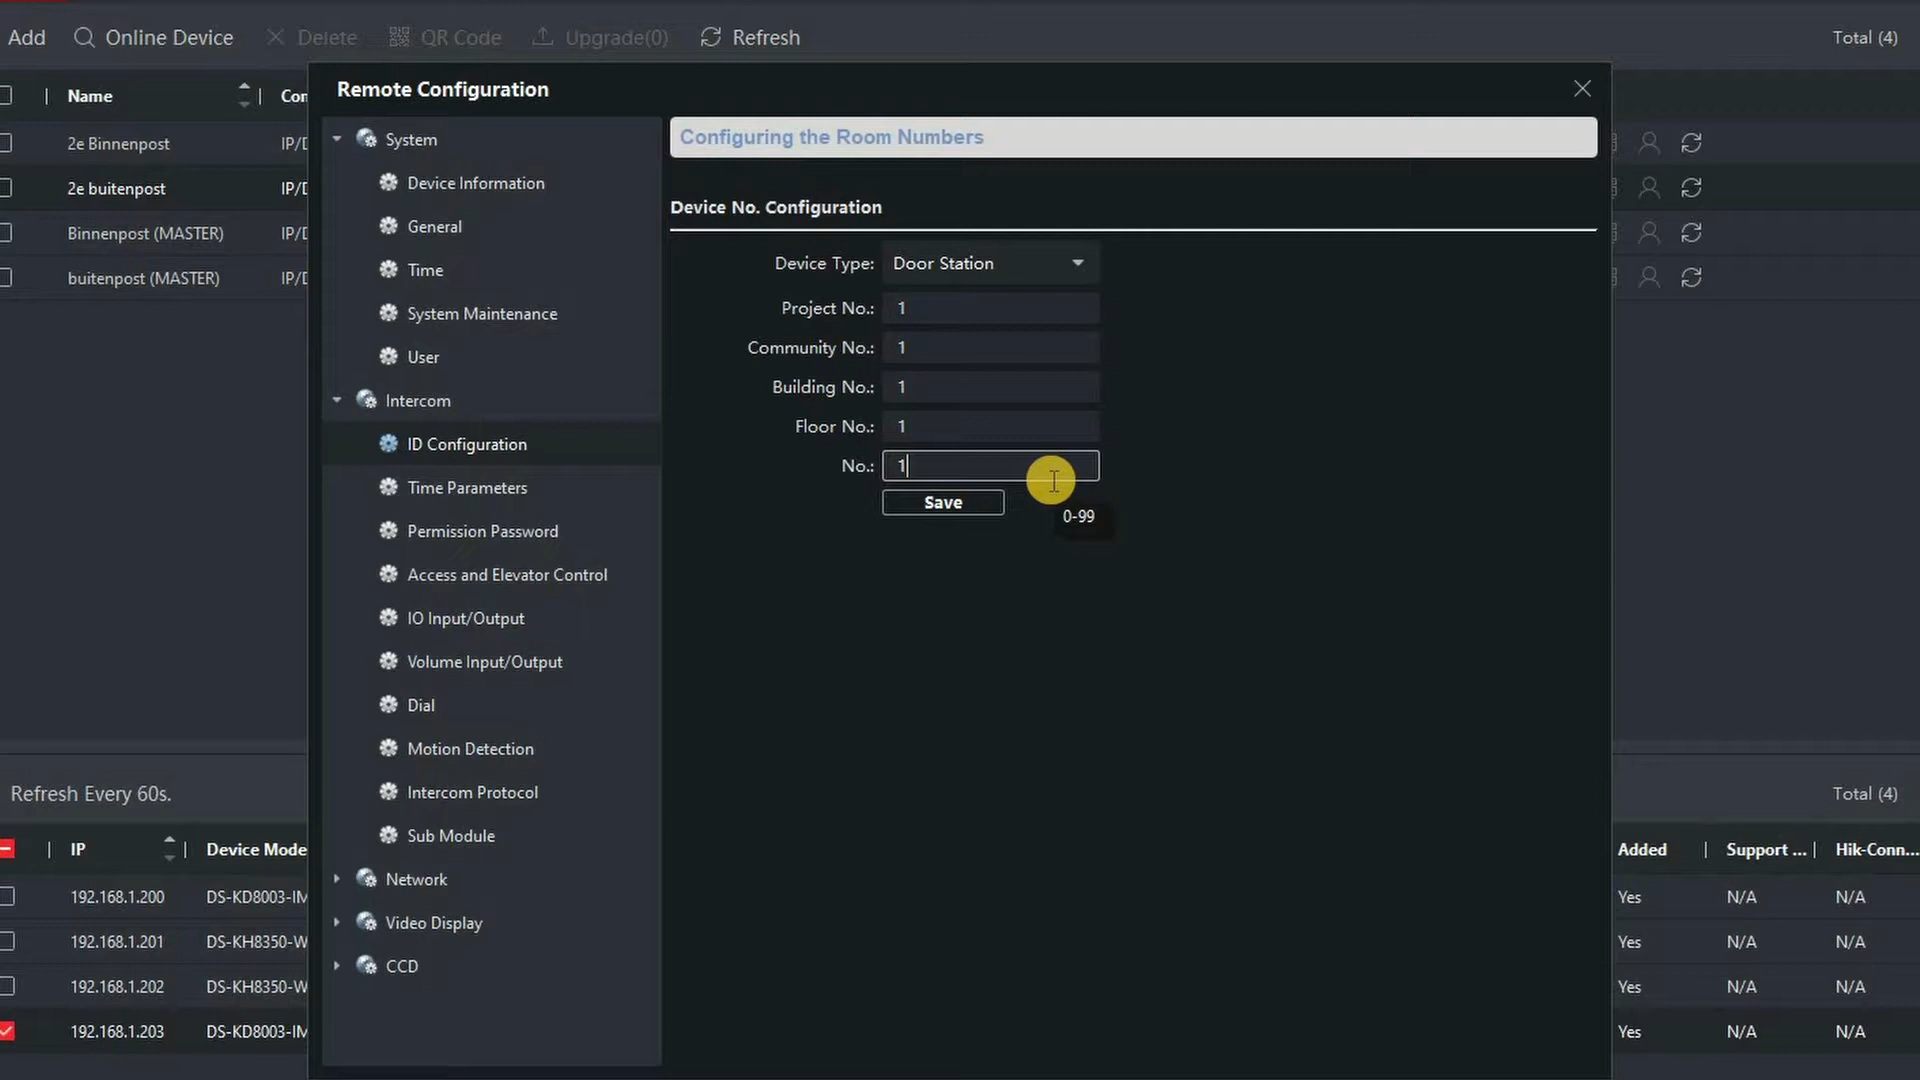 Add Online Device Delete QR Code Upgrade(0) Refresh Total (4)
Name
2e Binnenpost
2e buitenpost
Binnenpost (MASTER)
buitenpost (MASTER)
Remote Configuration
System
Device Information
General
Time
System Maintenance
User
Intercom
ID Configuration
Time Parameters
Permission Password
Access and Elevator Control
IO Input/Output
Volume Input/Output
Dial
Motion Detection
Intercom Protocol
Sub Module
Network
Video Display
CCD
Configuring the Room Numbers
Device No. Configuration
Device Type: Door Station
Project No.: 1
Community No.: 1
Building No.: 1
Floor No.: 1
No.: 1
Save
0-99
Refresh Every 60s. Total (4)
IP Device Mode Added Support ... Hik-Conn...
192.168.1.200 DS-KD8003-IM Yes N/A N/A
192.168.1.201 DS-KH8350-W Yes N/A N/A
192.168.1.202 DS-KH8350-W Yes N/A N/A
192.168.1.203 DS-KD8003-IM Yes N/A N/A